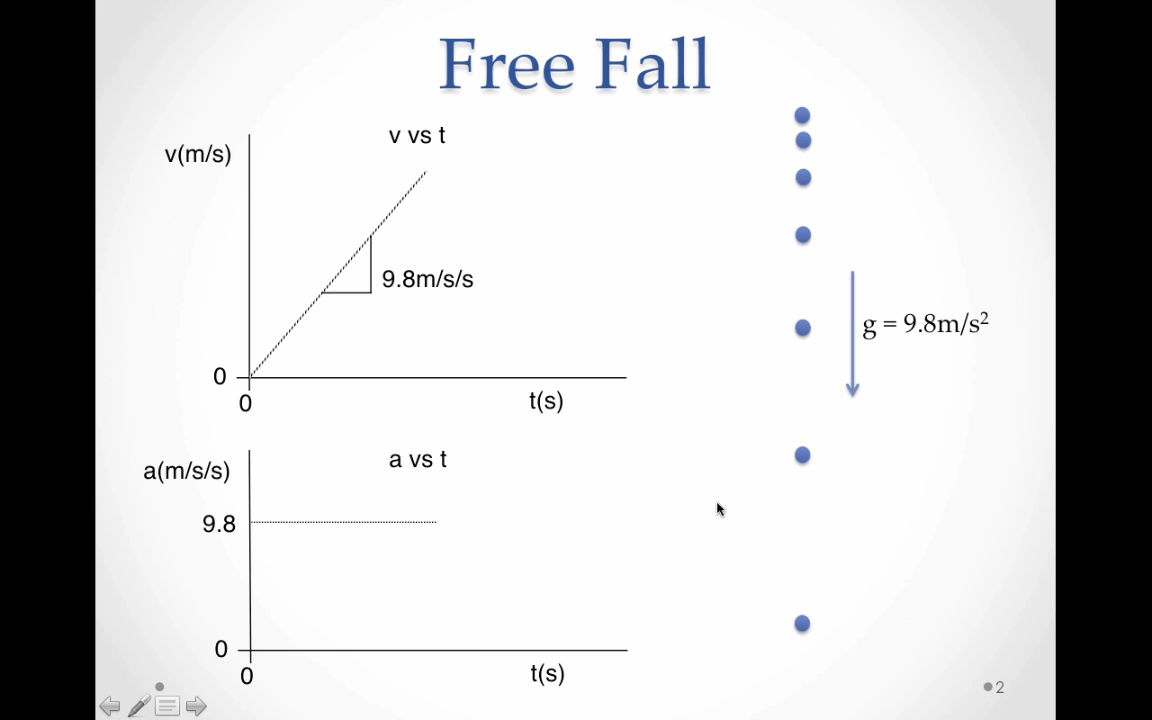 Free Fall
v vs t
v(m/s)
9.8m/s/s
0
0
t(s)
g = 9.8m/s²
a vs t
a(m/s/s)
9.8
0
0
t(s)
2